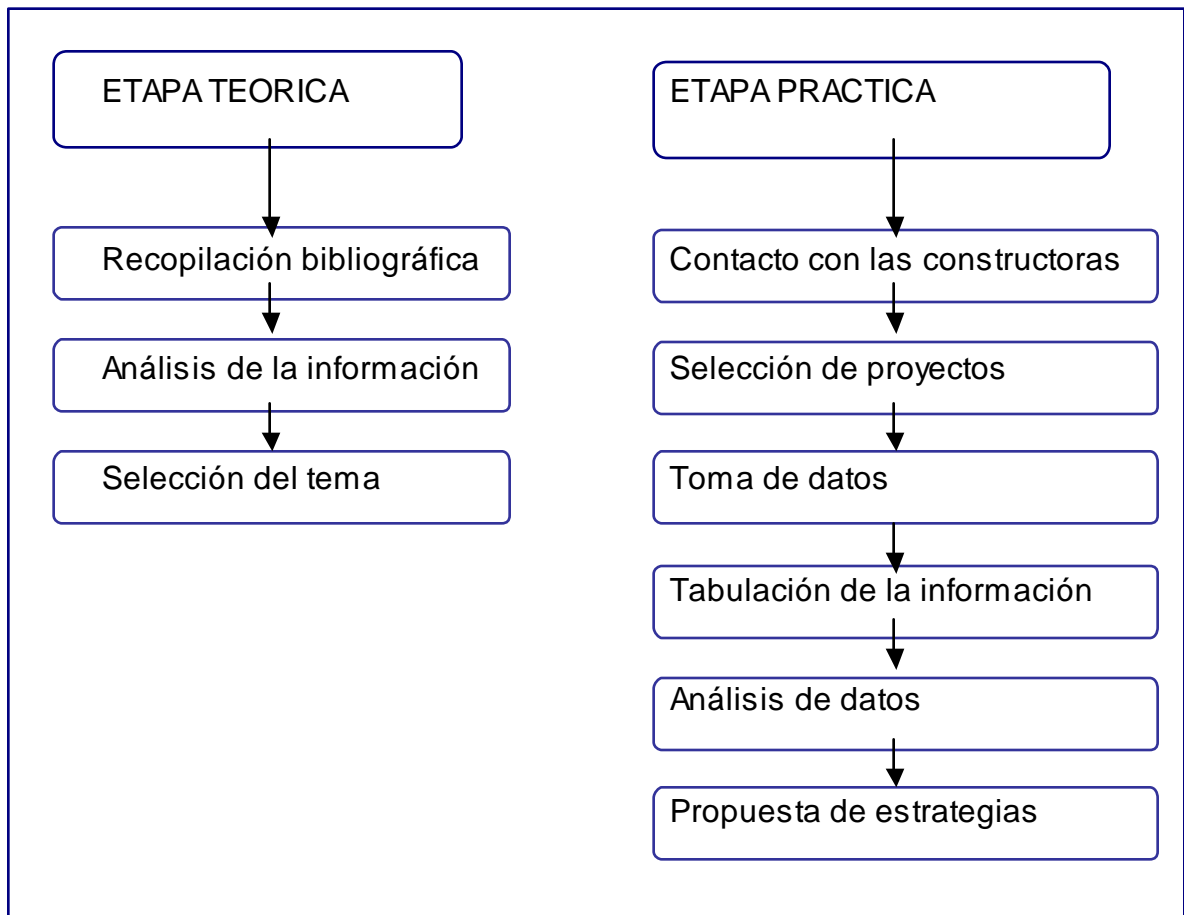 ETAPA TEORICA
Recopilación bibliográfica
Análisis de la información
Selección del tema
ETAPA PRACTICA
Contacto con las constructoras
Selección de proyectos
Toma de datos
Tabulación de la información
Análisis de datos
Propuesta de estrategias